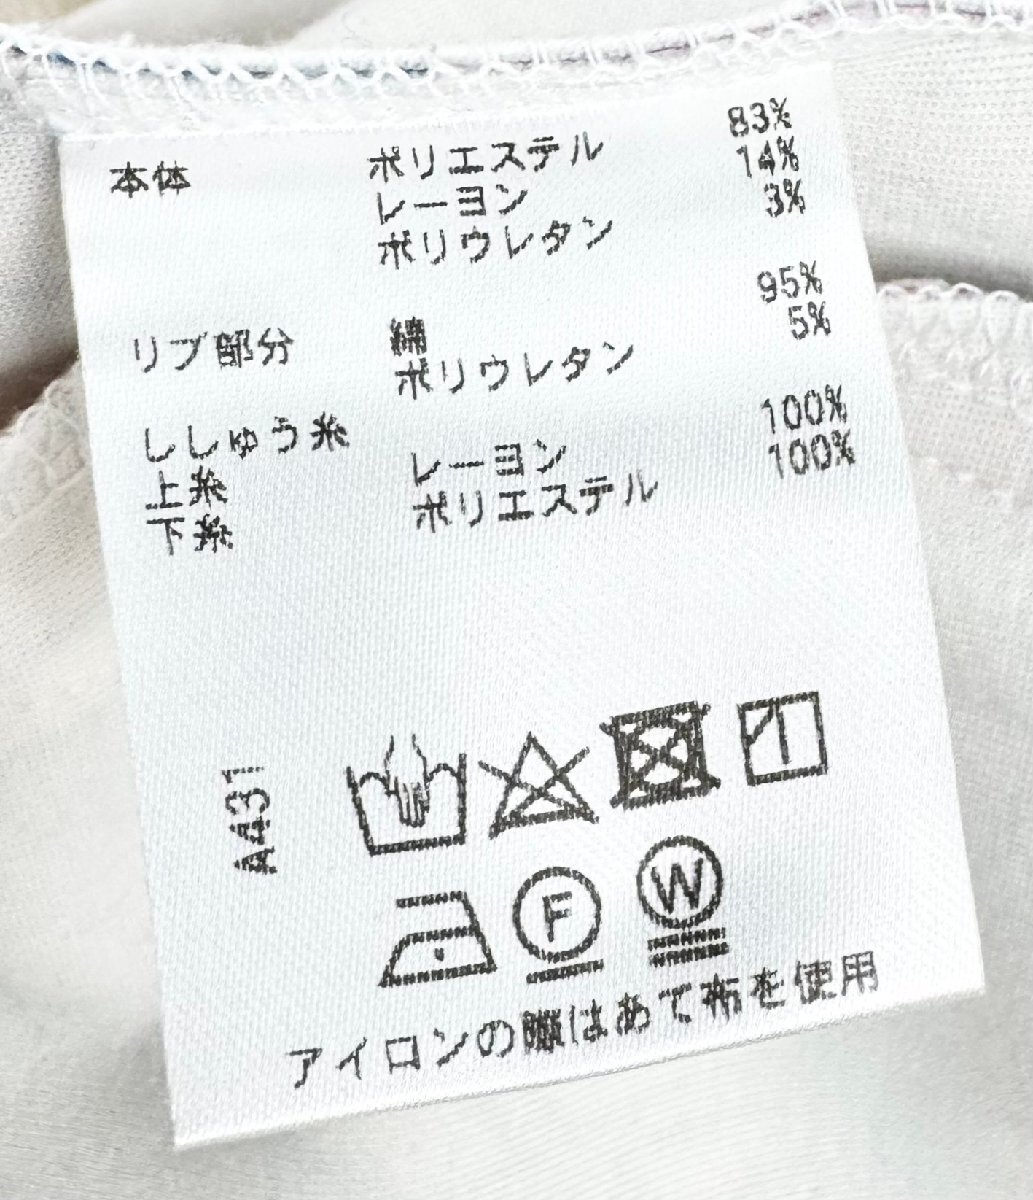 本体 ポリエステル 83%
レーヨン 14%
ポリウレタン 3%
リブ部分 綿 95%
ポリウレタン 5%
ししゅう糸
上糸 レーヨン 100%
下糸 ポリエステル 100%
A431
F
W
アイロンの際はあて布を使用